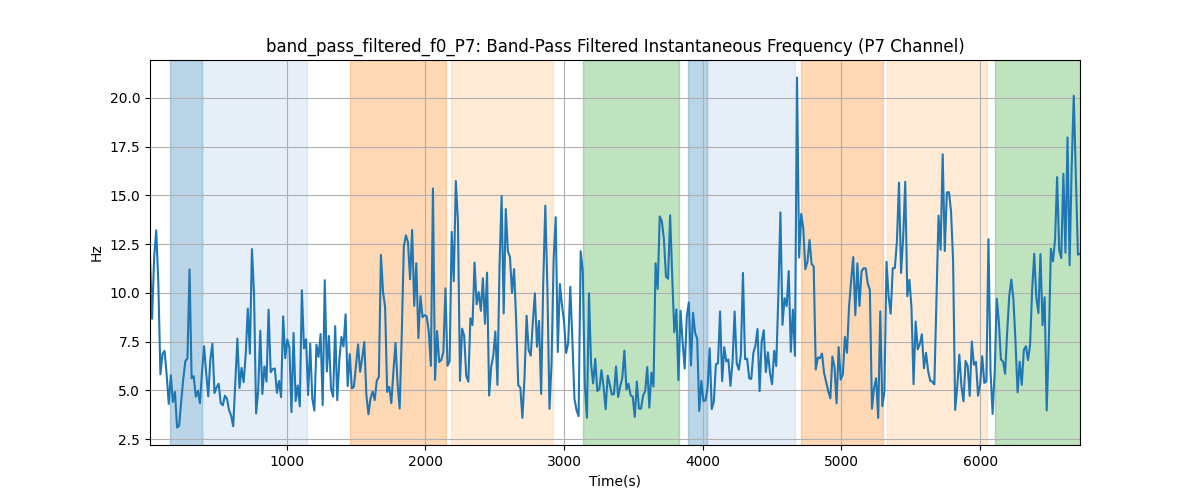 band_pass_filtered_f0_P7: Band-Pass Filtered Instantaneous Frequency (P7 Channel)
20.0
17.5
15.0
12.5
10.0
7.5
5.0
2.5
Hz
1000 2000 3000 4000 5000 6000
Time(s)